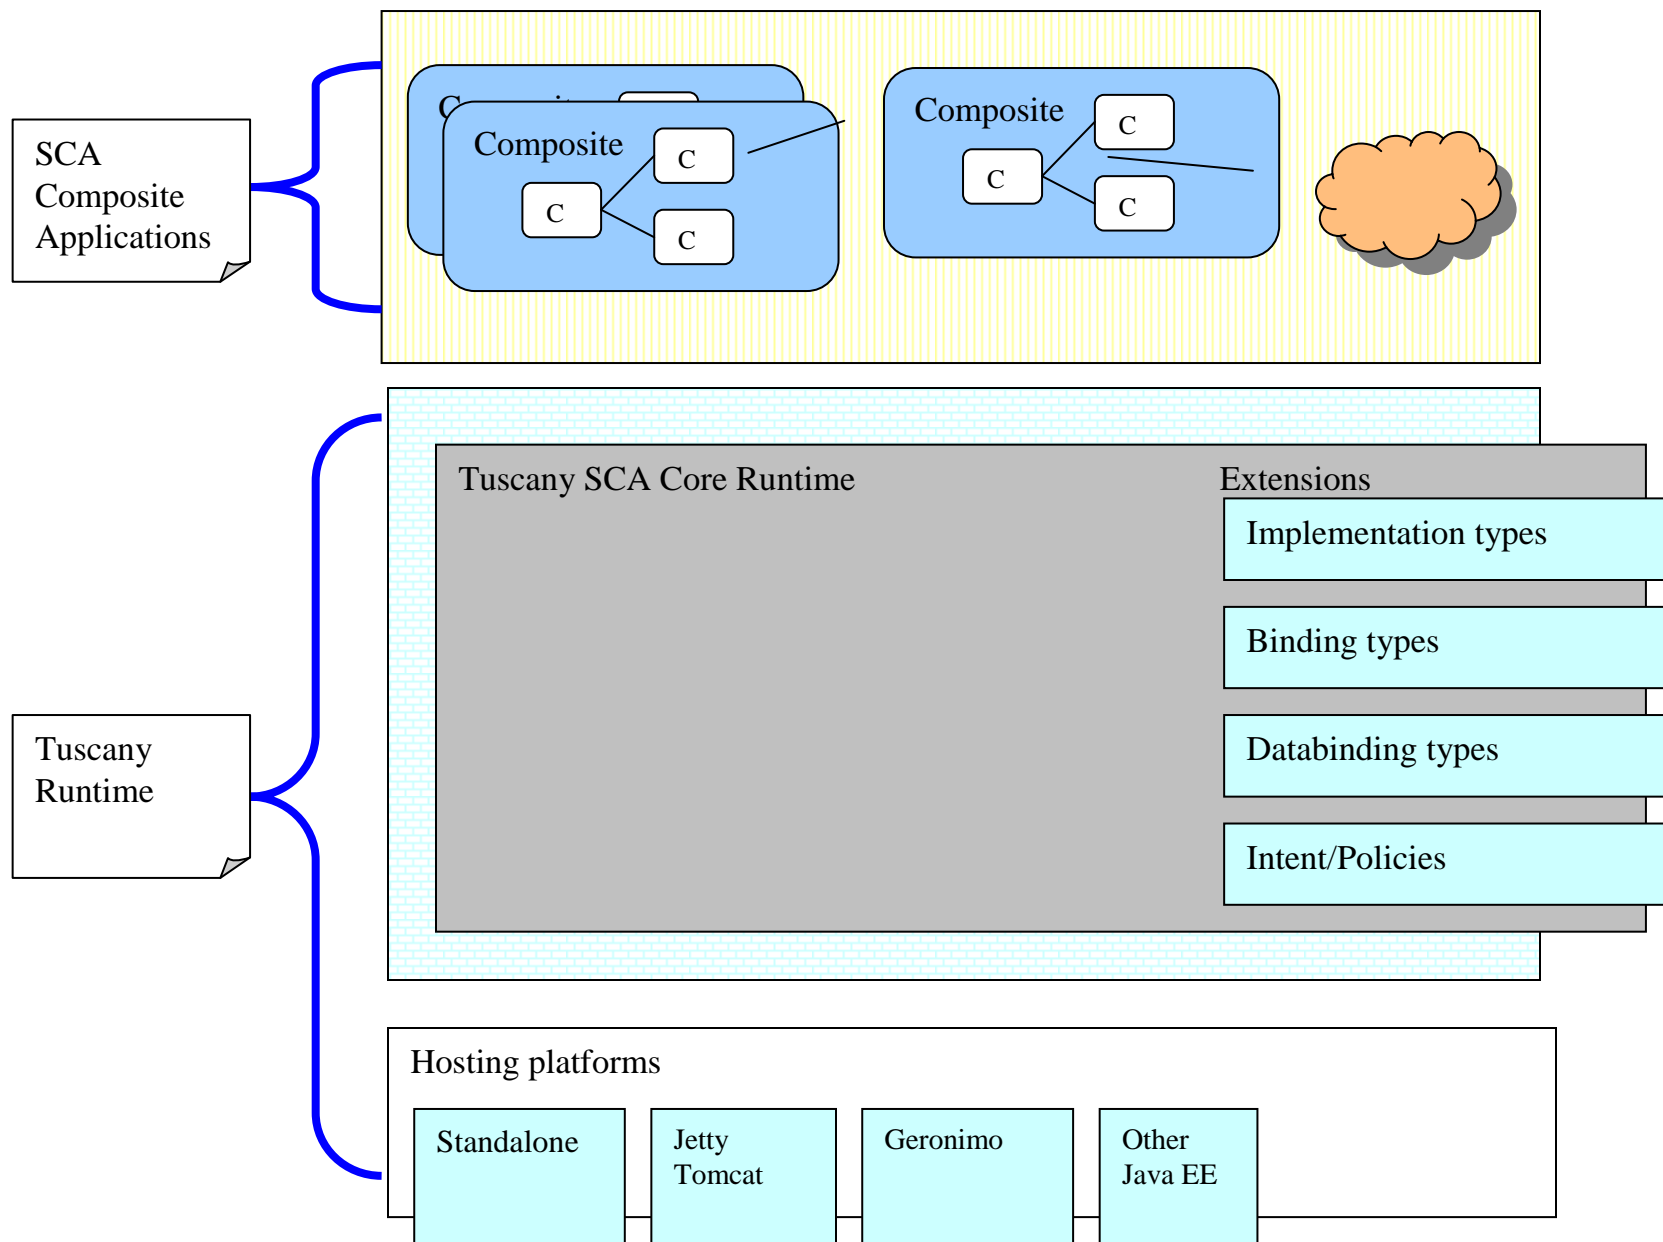 SCA
Composite
Applications
Composite
C
C
C
Composite
C
C
C
Tuscany SCA Core Runtime
Extensions
Implementation types
Binding types
Databinding types
Intent/Policies
Tuscany
Runtime
Hosting platforms
Standalone
Jetty
Tomcat
Geronimo
Other
Java EE